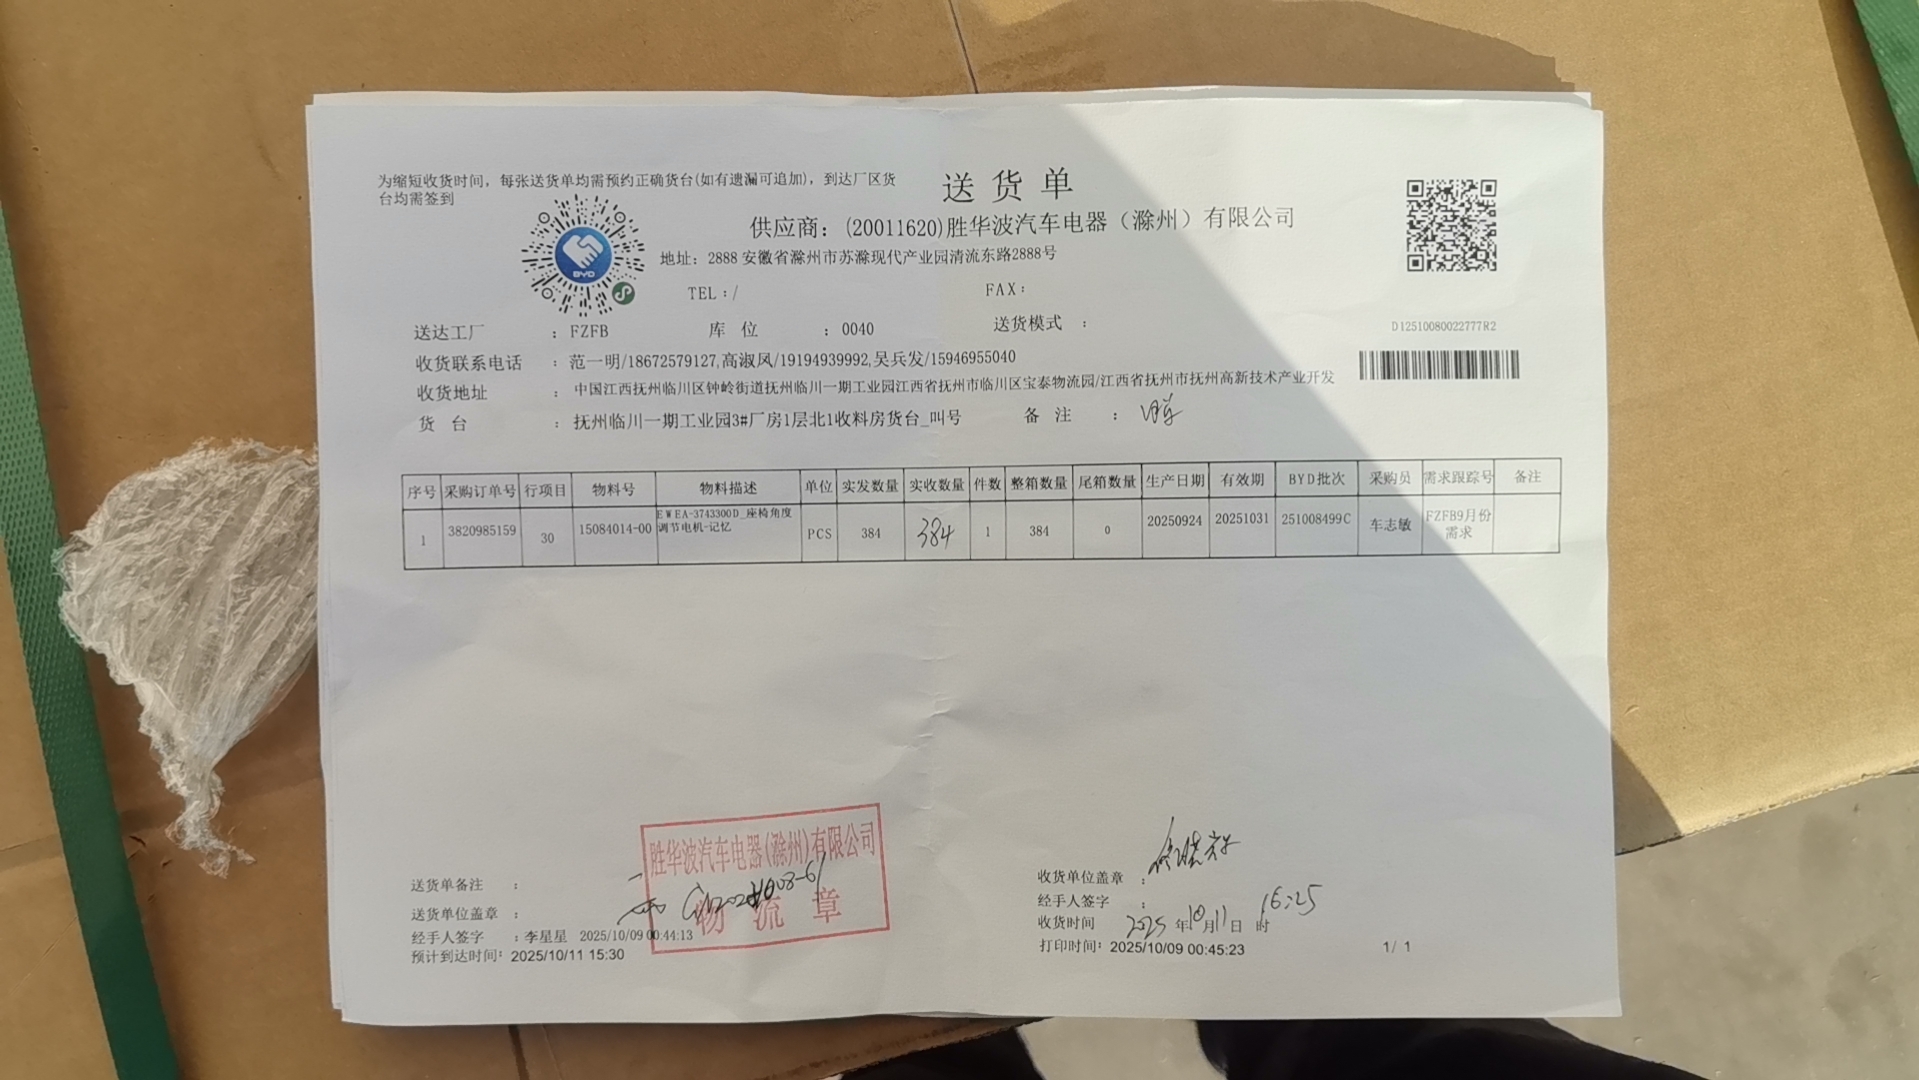 为缩短收货时间，每张送货单均需预约正确货台(如有遗漏可追加)，到达厂区货
台均需签到
送货单
供应商：(20011620)胜华波汽车电器（滁州）有限公司
地址：2888 安徽省滁州市苏滁现代产业园清流东路2888号
BYD
TEL：/ FAX：
D12510080022777R2
送达工厂 ：FZFB 库 位 ：0040 送货模式 ：
收货联系电话 ：范一明/18672579127,高淑凤/19194939992,吴兵发/15946955040
收货地址 ：中国江西抚州临川区钟岭街道抚州临川一期工业园江西省抚州市临川区宝泰物流园/江西省抚州市抚州高新技术产业开发
货 台 ：抚州临川一期工业园3#厂房1层北1收料房货台_叫号 备 注 ：
序号 采购订单号 行项目 物料号 物料描述 单位 实发数量 实收数量 件数 整箱数量 尾箱数量 生产日期 有效期 BYD批次 采购员 需求跟踪号 备注
1 3820985159 30 15084014-00 EWEA-3743300D_座椅角度 PCS 384 384 1 384 0 20250924 20251031 251008499C 车志敏 FZFB9月份
调节电机-记忆 需求
胜华波汽车电器(滁州)有限公司
物流章
送货单备注 ：
送货单位盖章 ：
经手人签字 ：李星星 2025/10/09 00:44:13
预计到达时间：2025/10/11 15:30
收货单位盖章 ：
经手人签字 ：
收货时间 2025年10月11日 时 16:25
打印时间：2025/10/09 00:45:23 1/ 1